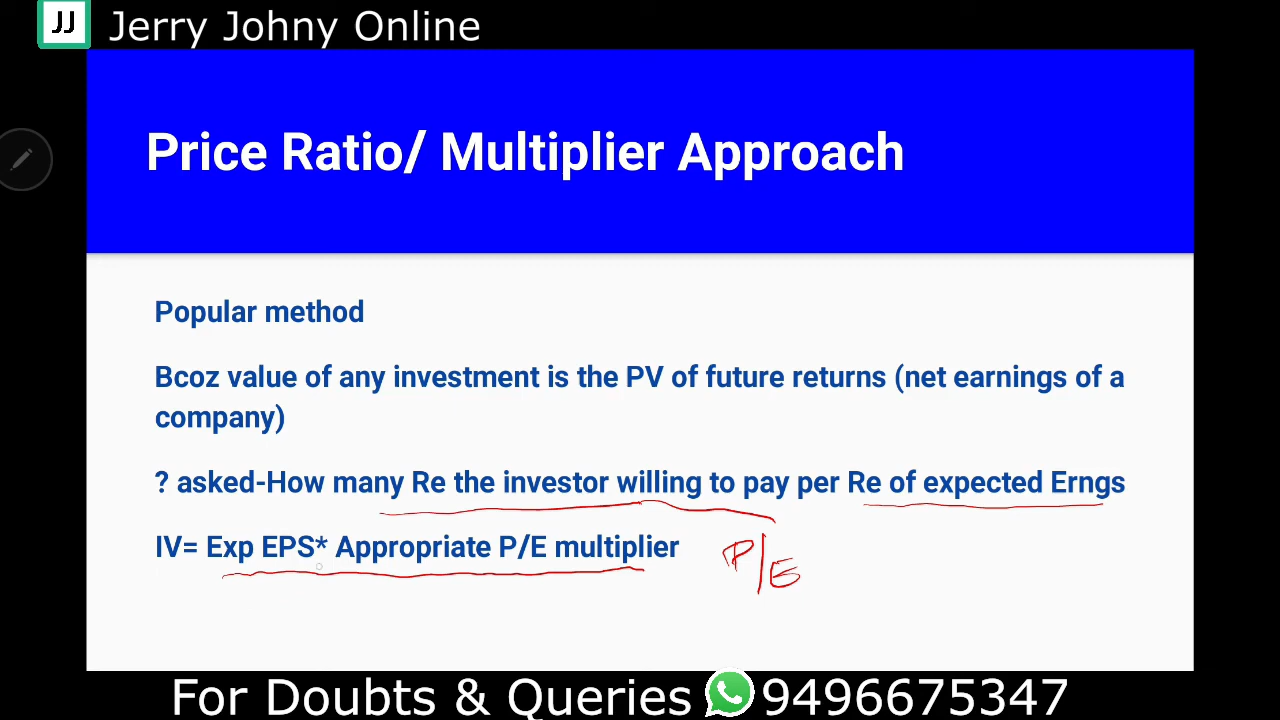 JJ Jerry Johny Online
Price Ratio/ Multiplier Approach
Popular method
Bcoz value of any investment is the PV of future returns (net earnings of a
company)
? asked-How many Re the investor willing to pay per Re of expected Erngs
IV= Exp EPS* Appropriate P/E multiplier
P/E
For Doubts & Queries 9496675347